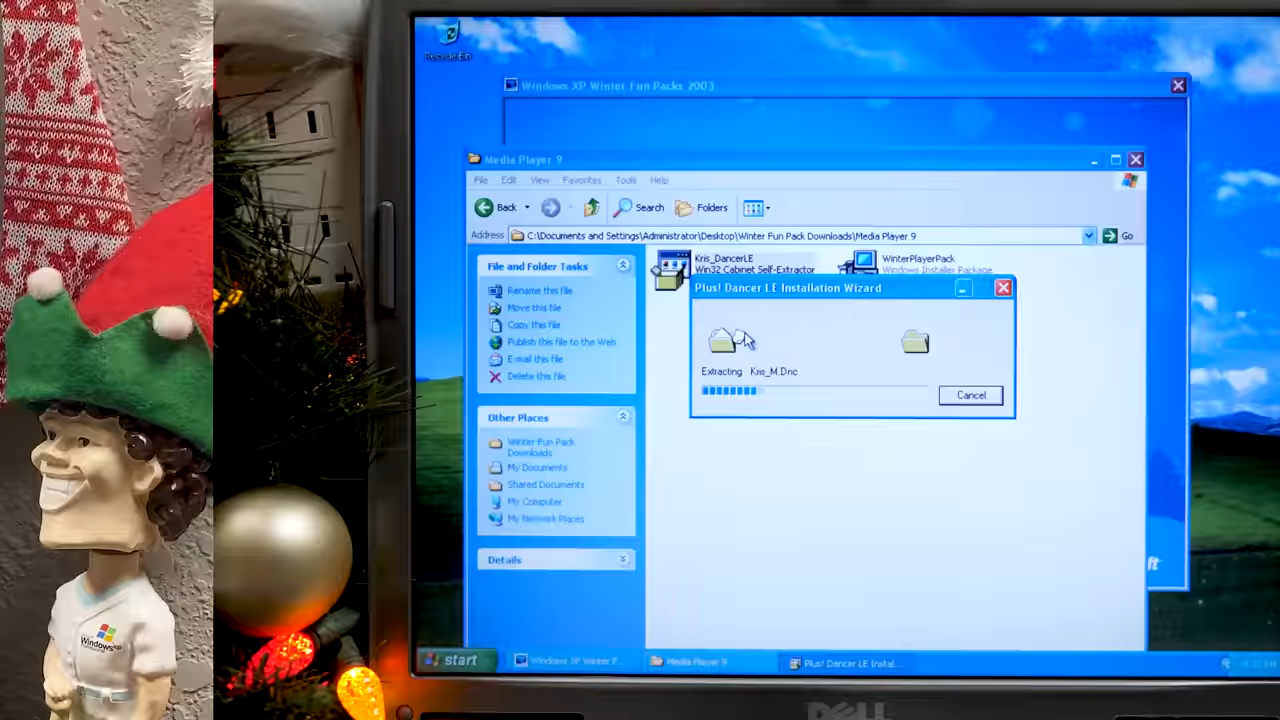 Recycle Bin
Windows XP Winter Fun Packs 2003
Media Player 9
File Edit View Favorites Tools Help
Back Search Folders
Address C:\Documents and Settings\Administrator\Desktop\Winter Fun Pack Downloads\Media Player 9 Go
File and Folder Tasks
Rename this file
Move this file
Copy this file
Publish this file to the Web
E-mail this file
Delete this file
Other Places
Winter Fun Pack
Downloads
My Documents
Shared Documents
My Computer
My Network Places
Details
Kris_DancerLE
Win32 Cabinet Self-Extractor
WinterPlayerPack
Windows Installer Package
Plus! Dancer LE Installation Wizard
Extracting Kris_M.Dnc
Cancel
ft
start
Windows XP Winter F...
Media Player 9
Plus! Dancer LE Instal...
DELL
Windows xp